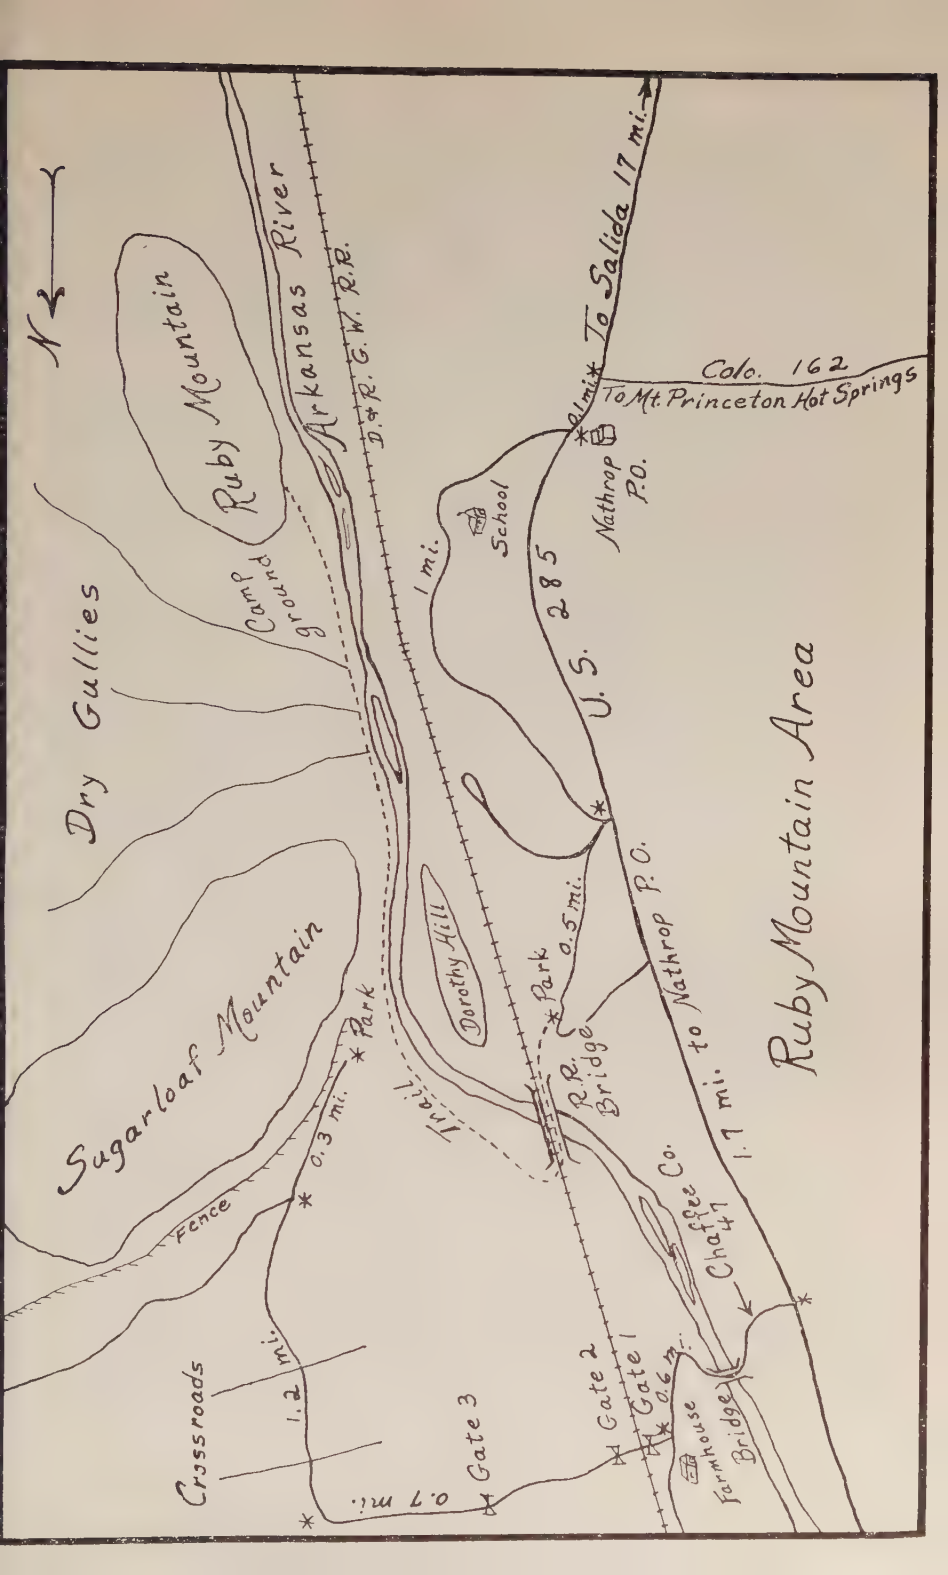 N
Ruby Mountain
Arkansas River
D. & R. G. W. R.R.
To Salida 17 mi.
Colo. 162
To Mt. Princeton Hot Springs
0.1 mi.
Nathrop
P.O.
School
1 mi.
U.S. 285
Camp
ground
Dry Gullies
Sugarloaf Mountain
Dorothy Hill
Park
0.5 mi.
R.R.
Bridge
1.7 mi. to Nathrop P.O.
Ruby Mountain Area
Park
0.3 mi.
Trail
Fence
Chaffee Co.
47
Crossroads
1.2 mi.
0.7 mi.
Gate 3
Gate 2
Gate 1
0.6 m.
Farmhouse
Bridge